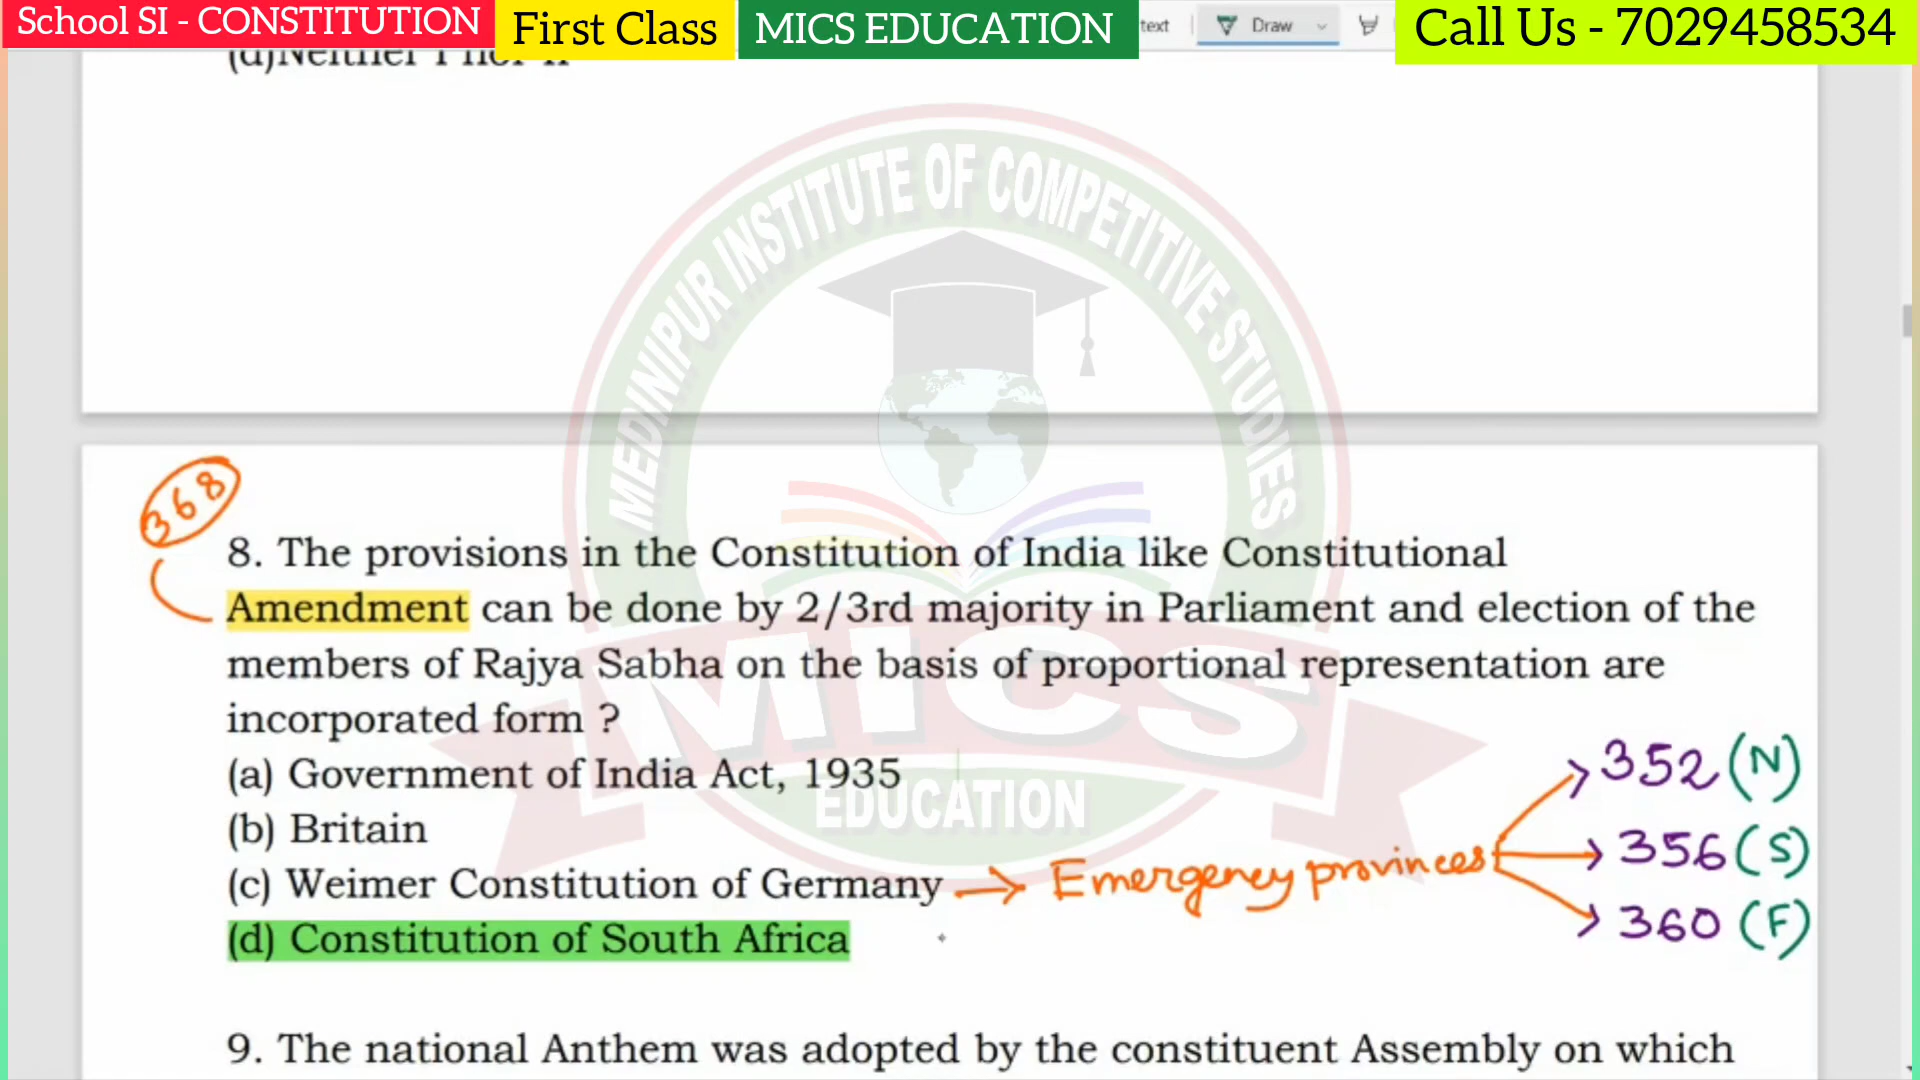 School SI - CONSTITUTION
First Class
MICS EDUCATION
text
Draw
Call Us - 7029458534
MEDINIPUR INSTITUTE OF COMPETITIVE STUDIES
368
8. The provisions in the Constitution of India like Constitutional
Amendment can be done by 2/3rd majority in Parliament and election of the
members of Rajya Sabha on the basis of proportional representation are
incorporated form ?
(a) Government of India Act, 1935
(b) Britain
(c) Weimer Constitution of Germany → Emergency provinces
352 (N)
356 (S)
360 (F)
(d) Constitution of South Africa
MICS
EDUCATION
9. The national Anthem was adopted by the constituent Assembly on which